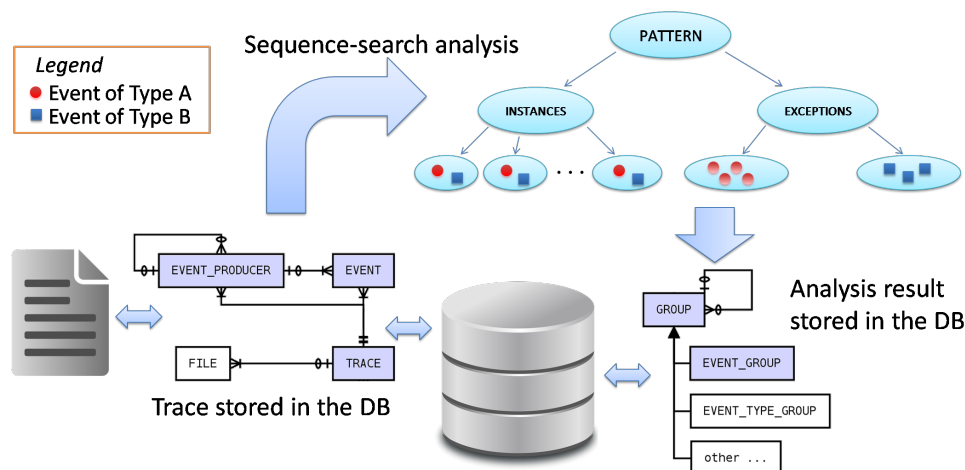 Sequence-search analysis
Legend
Event of Type A
Event of Type B
PATTERN
INSTANCES
EXCEPTIONS
. . .
EVENT_PRODUCER
EVENT
FILE
TRACE
Trace stored in the DB
GROUP
Analysis result
stored in the DB
EVENT_GROUP
EVENT_TYPE_GROUP
other ...